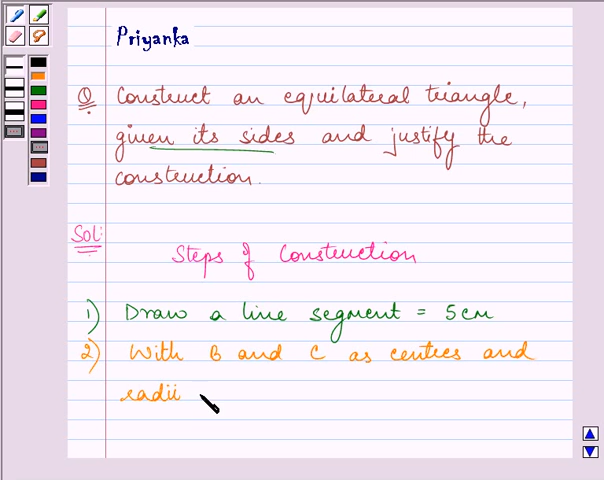 Priyanka
Q Construct an equilateral triangle,
given its sides and justify the
construction.
Sol:
Steps of Construction
1) Draw a line segment = 5cm
2) With B and C as centres and
radii